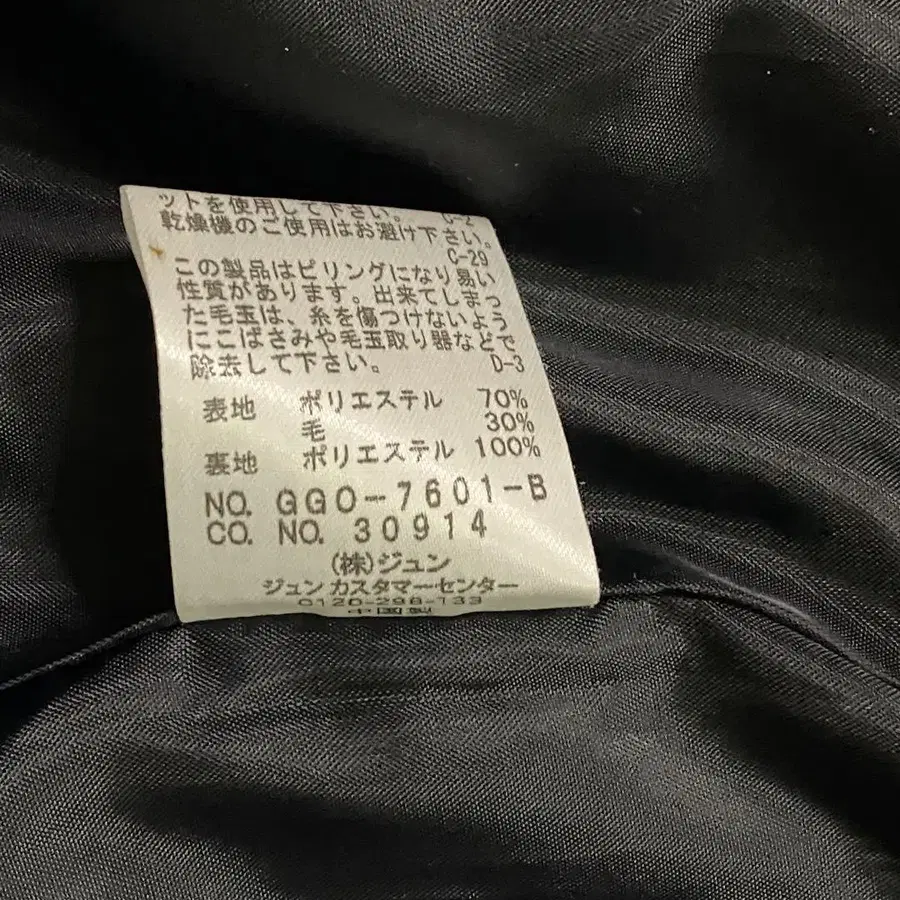 ットを使用して下さい。 C-2
乾燥機のご使用はお避け下さい。
C-29
この製品はピリングになり易い
性質があります。出来てしまっ
た毛玉は、糸を傷つけないよう
にこばさみや毛玉取り器などで
除去して下さい。 D-3
表地 ポリエステル 70%
毛 30%
裏地 ポリエステル 100%
NO. GGO-7601-B
CO. NO. 30914
(株)ジュン
ジュン カスタマーセンター
0120-298-133
中国製